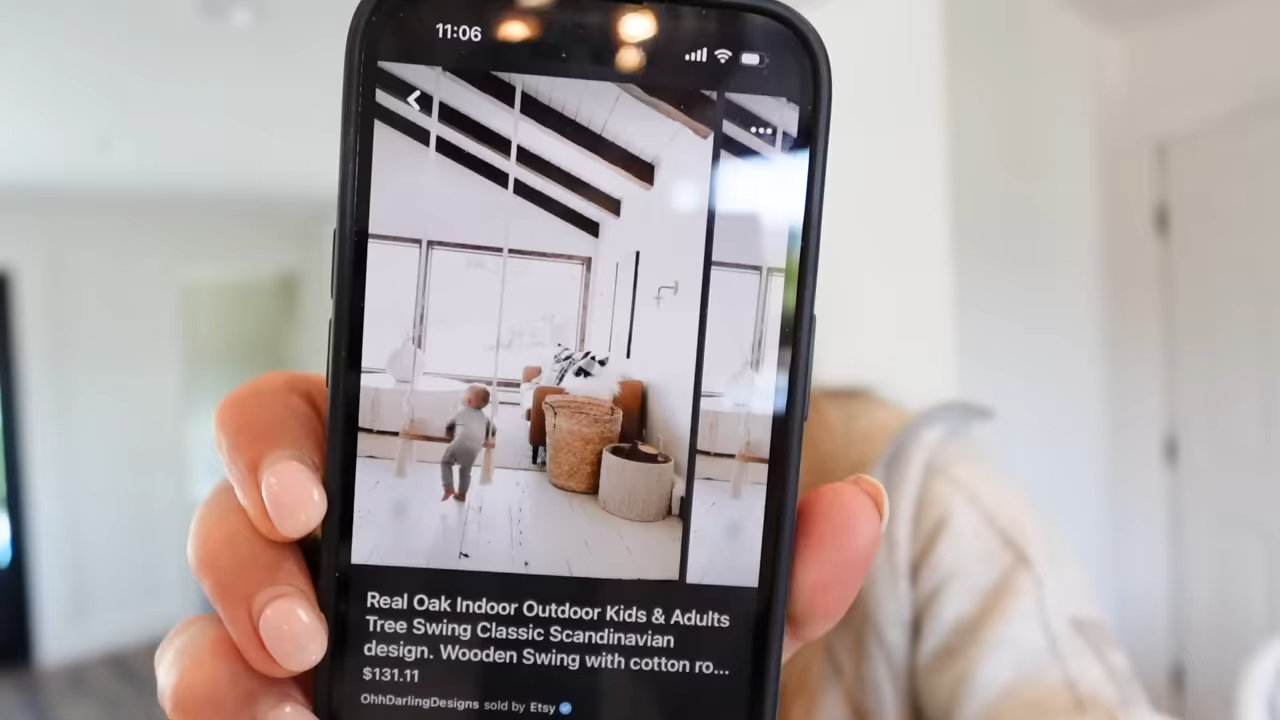 11:06
Real Oak Indoor Outdoor Kids & Adults
Tree Swing Classic Scandinavian
design. Wooden Swing with cotton ro...
$131.11
OhhDarlingDesigns sold by Etsy